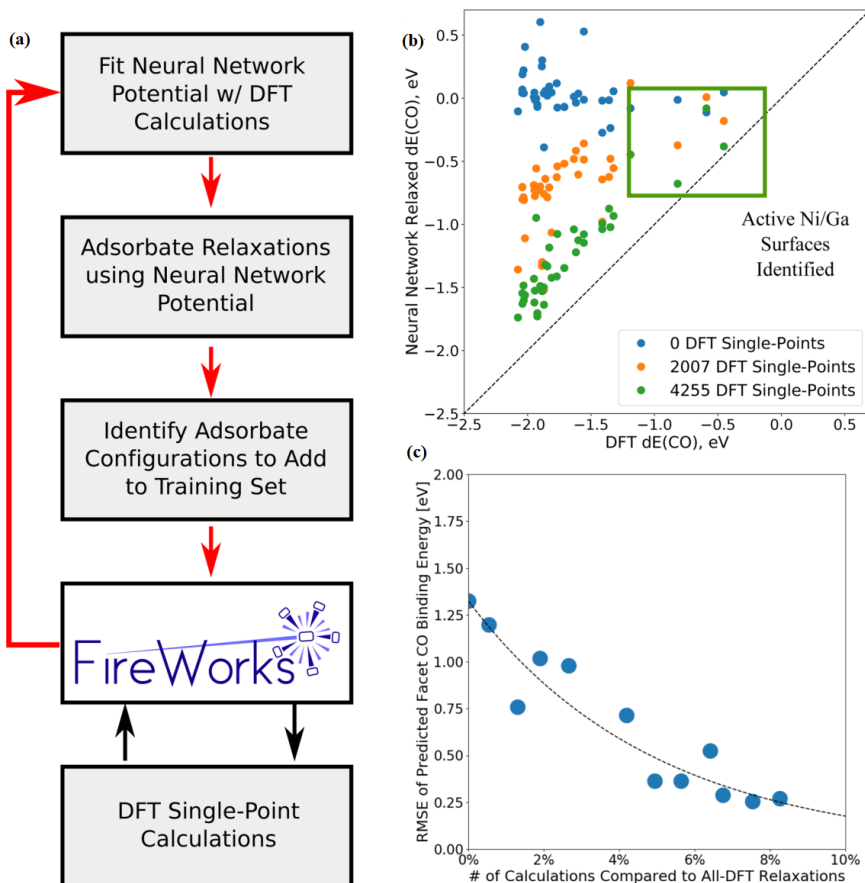 (a)
Fit Neural Network
Potential w/ DFT
Calculations
Adsorbate Relaxations
using Neural Network
Potential
Identify Adsorbate
Configurations to Add
to Training Set
FireWorks
DFT Single-Point
Calculations
(b)
Neural Network Relaxed dE(CO), eV
0.5
0.0
−0.5
−1.0
−1.5
−2.0
−2.5
Active Ni/Ga
Surfaces
Identified
0 DFT Single-Points
2007 DFT Single-Points
4255 DFT Single-Points
−2.5 −2.0 −1.5 −1.0 −0.5 0.0 0.5
DFT dE(CO), eV
(c)
RMSE of Predicted Facet CO Binding Energy [eV]
2.00
1.75
1.50
1.25
1.00
0.75
0.50
0.25
0.00
0% 2% 4% 6% 8% 10%
# of Calculations Compared to All-DFT Relaxations